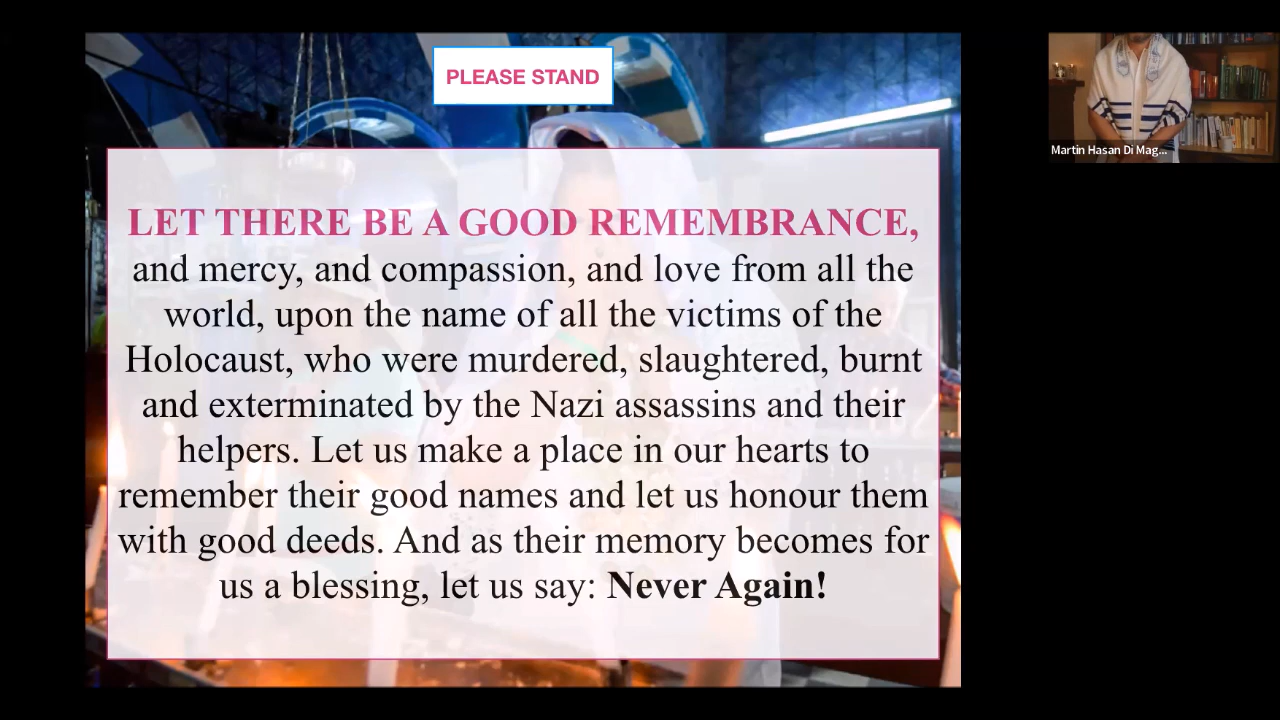 PLEASE STAND
LET THERE BE A GOOD REMEMBRANCE,
and mercy, and compassion, and love from all the
world, upon the name of all the victims of the
Holocaust, who were murdered, slaughtered, burnt
and exterminated by the Nazi assassins and their
helpers. Let us make a place in our hearts to
remember their good names and let us honour them
with good deeds. And as their memory becomes for
us a blessing, let us say: Never Again!
Martin Hasan Di Mag...